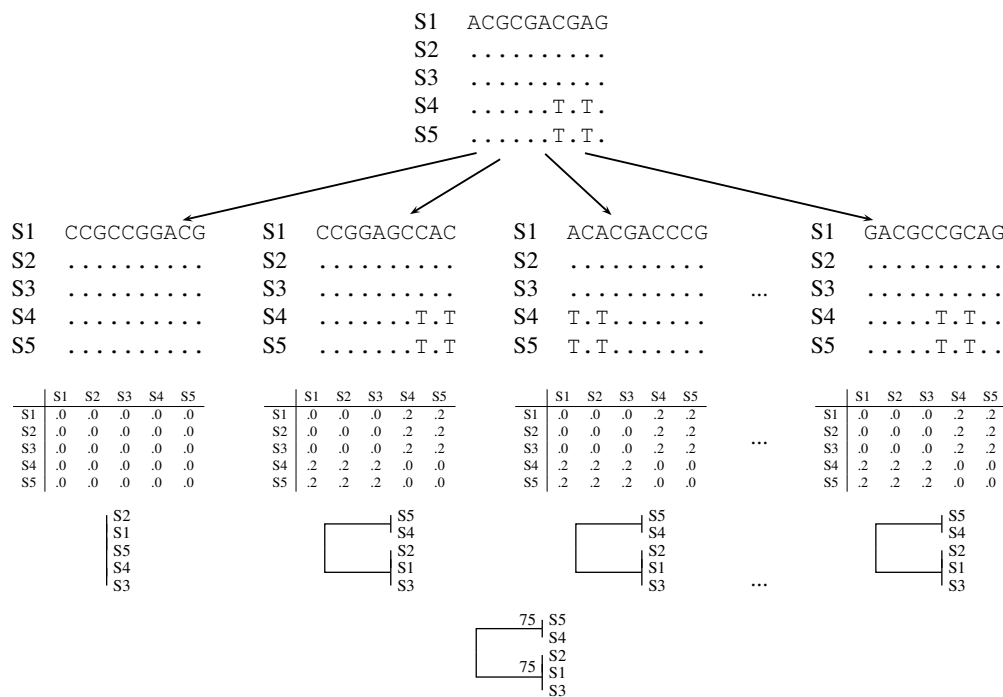 S1 ACGCGACGAG
S2 ..........
S3 ..........
S4 ......T.T.
S5 ......T.T.
S1 CCGCCGGACG S1 CCGGAGCCAC S1 ACACGACCCG S1 GACGCCGCAG
S2 .......... S2 .......... S2 .......... S2 ..........
S3 .......... S3 .......... S3 .......... ... S3 ..........
S4 .......... S4 .......T.T S4 T.T....... S4 .....T.T..
S5 .......... S5 .......T.T S5 T.T....... S5 .....T.T..
S1 S2 S3 S4 S5 S1 S2 S3 S4 S5 S1 S2 S3 S4 S5 S1 S2 S3 S4 S5
S1 .0 .0 .0 .0 .0 S1 .0 .0 .0 .2 .2 S1 .0 .0 .0 .2 .2 S1 .0 .0 .0 .2 .2
S2 .0 .0 .0 .0 .0 S2 .0 .0 .0 .2 .2 S2 .0 .0 .0 .2 .2 S2 .0 .0 .0 .2 .2
S3 .0 .0 .0 .0 .0 S3 .0 .0 .0 .2 .2 S3 .0 .0 .0 .2 .2 ... S3 .0 .0 .0 .2 .2
S4 .0 .0 .0 .0 .0 S4 .2 .2 .2 .0 .0 S4 .2 .2 .2 .0 .0 S4 .2 .2 .2 .0 .0
S5 .0 .0 .0 .0 .0 S5 .2 .2 .2 .0 .0 S5 .2 .2 .2 .0 .0 S5 .2 .2 .2 .0 .0
S2 S5 S5 S5
S1 S4 S4 S4
S5 S2 S2 S2
S4 S1 S1 S1
S3 S3 S3 ... S3
75 S5
S4
S2
75 S1
S3